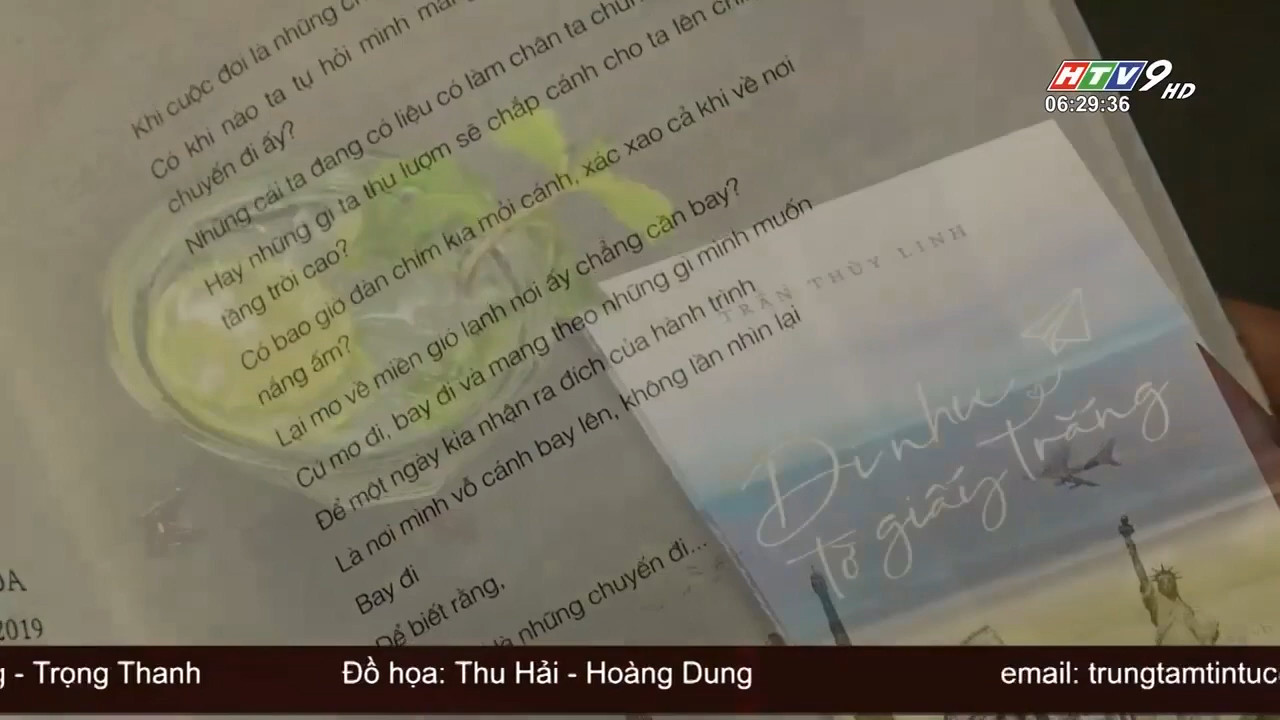 HTV9 HD
06:29:36
Khi cuộc đời là những
Có khi nào ta tự hỏi mình
chuyến đi ấy?
Những cái ta đang có liệu có làm chân ta
Hay những gì ta thu lượm sẽ chắp cánh cho ta lên
tầng trời cao?
Có bao giờ đàn chim kia mỏi cánh, xác xao cả khi về nơi
nắng ấm?
Lại mơ về miền gió lạnh nơi ấy chẳng cần bay?
Cứ mơ đi, bay đi và mang theo những gì mình muốn
Để một ngày kia nhận ra đích của hành trình
Là nơi mình vỗ cánh bay lên, không lần nhìn lại
Bay đi
Để biết rằng,
là những chuyến đi...
TRẦN THÙY LINH
Đi như
tờ giấy trắng
2019
- Trọng Thanh Đồ họa: Thu Hải - Hoàng Dung email: trungtamtintuc